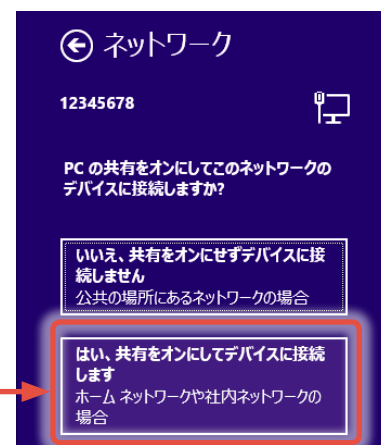 ネットワーク
12345678
PC の共有をオンにしてこのネットワークの
デバイスに接続しますか?
いいえ、共有をオンにせずデバイスに接
続しません
公共の場所にあるネットワークの場合
はい、共有をオンにしてデバイスに接続
します
ホーム ネットワークや社内ネットワークの
場合